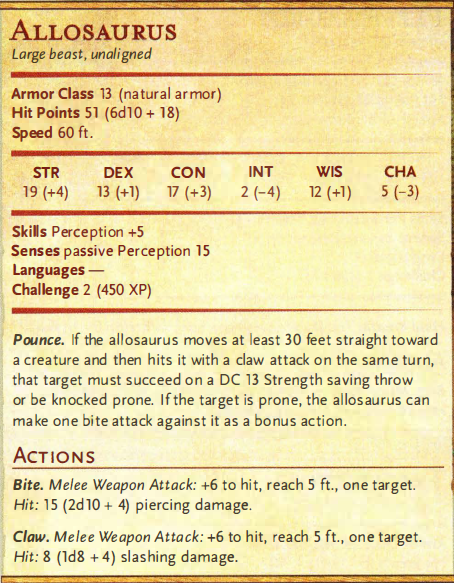 ALLOSAURUS
Large beast, unaligned
Armor Class 13 (natural armor)
Hit Points 51 (6d10 + 18)
Speed 60 ft.
STR DEX CON INT WIS CHA
19 (+4) 13 (+1) 17 (+3) 2 (−4) 12 (+1) 5 (−3)
Skills Perception +5
Senses passive Perception 15
Languages —
Challenge 2 (450 XP)
Pounce. If the allosaurus moves at least 30 feet straight toward
a creature and then hits it with a claw attack on the same turn,
that target must succeed on a DC 13 Strength saving throw
or be knocked prone. If the target is prone, the allosaurus can
make one bite attack against it as a bonus action.
ACTIONS
Bite. Melee Weapon Attack: +6 to hit, reach 5 ft., one target.
Hit: 15 (2d10 + 4) piercing damage.
Claw. Melee Weapon Attack: +6 to hit, reach 5 ft., one target.
Hit: 8 (1d8 + 4) slashing damage.